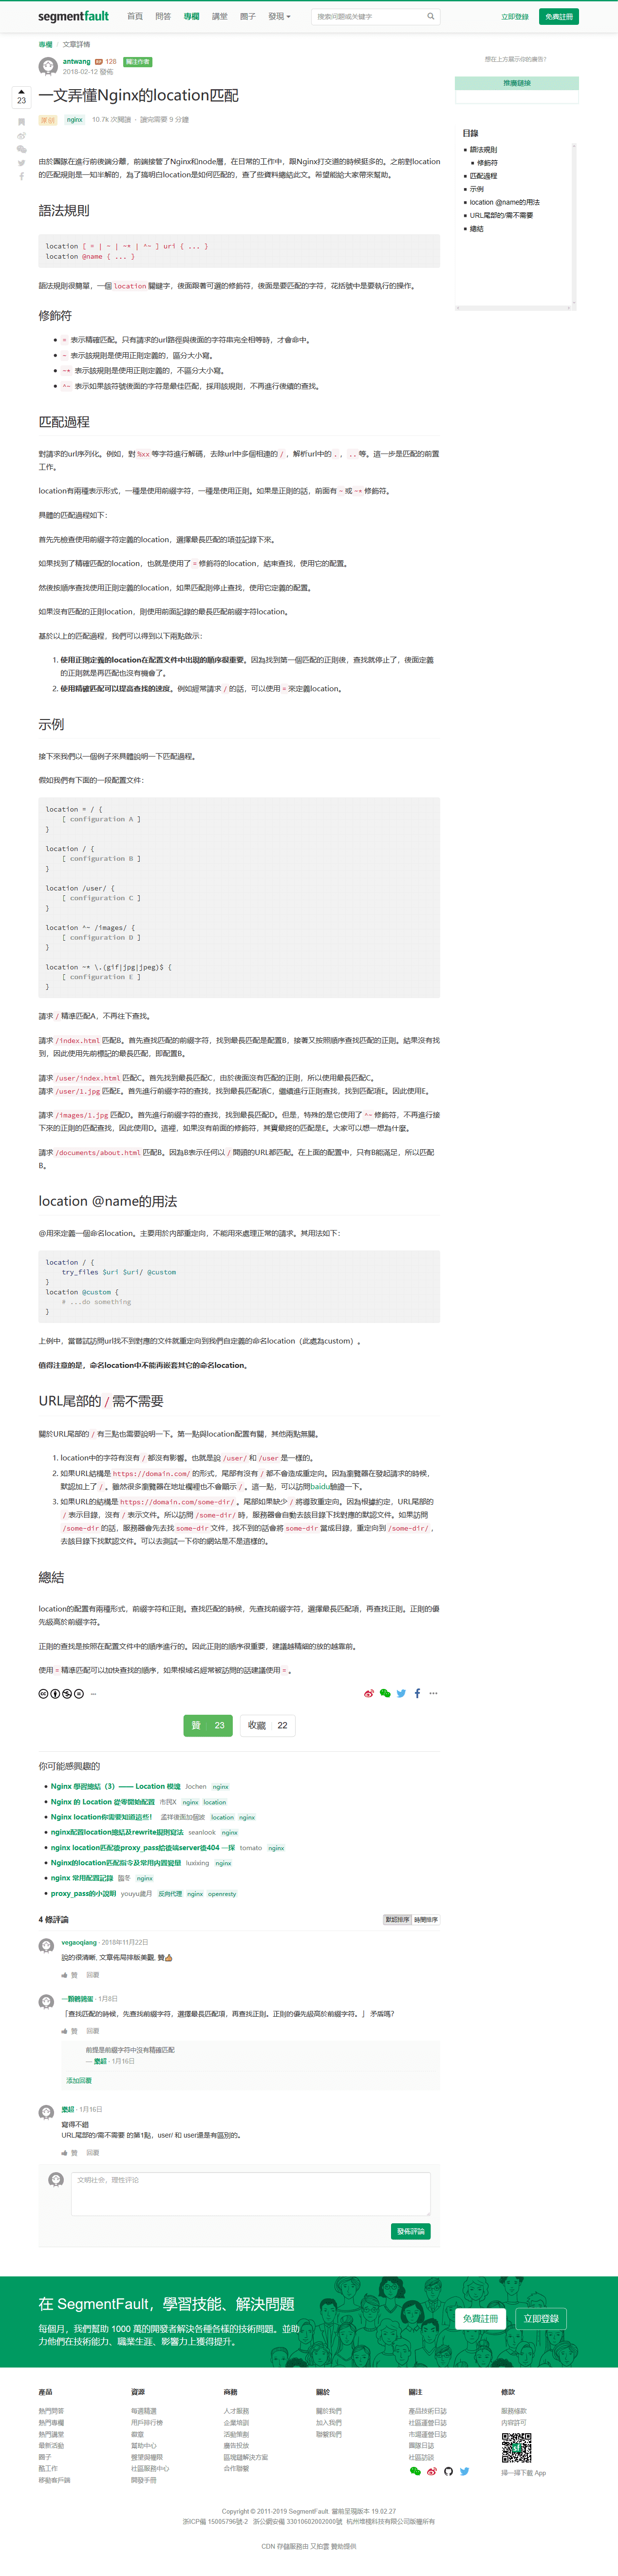 segmentfault 首頁 問答 專欄 講堂 圈子 發現 搜索问题或关键字 立即登錄 免費註冊
專欄 / 文章詳情
antwang 128 關注作者
2018-02-12 發佈
23
一文弄懂Nginx的location匹配
nginx 10.7k 次閱讀 · 讀完需要 9 分鐘
由於團隊在進行前後端分離，前端接管了Nginx和node層，在日常的工作中，跟Nginx打交道的時候挺多的。之前對location
的匹配規則是一知半解的，為了搞明白location是如何匹配的，查了些資料總結此文。希望能給大家帶來幫助。
語法規則
location [ = | ~ | ~* | ^~ ] uri { ... }
location @name { ... }
語法規則很簡單，一個location關鍵字，後面跟著可選的修飾符，後面是要匹配的字符，花括號中是要執行的操作。
修飾符
= 表示精確匹配。只有請求的url路徑與後面的字符串完全相等時，才會命中。
~ 表示該規則是使用正則定義的，區分大小寫。
~* 表示該規則是使用正則定義的，不區分大小寫。
^~ 表示如果該符號後面的字符是最佳匹配，採用該規則，不再進行後續的查找。
匹配過程
對請求的url序列化。例如，對%xx等字符進行解碼，去除url中多個相連的/，解析url中的.，..等。這一步是匹配的前置
工作。
location有兩種表示形式，一種是使用前綴字符，一種是使用正則。如果是正則的話，前面有~或~*修飾符。
具體的匹配過程如下：
首先先檢查使用前綴字符定義的location，選擇最長匹配的項並記錄下來。
如果找到了精確匹配的location，也就是使用了=修飾符的location，結束查找，使用它的配置。
然後按順序查找使用正則定義的location，如果匹配則停止查找，使用它定義的配置。
如果沒有匹配的正則location，則使用前面記錄的最長匹配前綴字符location。
基於以上的匹配過程，我們可以得到以下兩點啟示：
1. 使用正則定義的location在配置文件中出現的順序很重要。因為找到第一個匹配的正則後，查找就停止了，後面定義
的正則就是再匹配也沒有機會了。
2. 使用精確匹配可以提高查找的速度。例如經常請求/的話，可以使用=來定義location。
示例
接下來我們以一個例子來具體說明一下匹配過程。
假如我們有下面的一段配置文件：
location = / {
[ configuration A ]
}
location / {
[ configuration B ]
}
location /user/ {
[ configuration C ]
}
location ^~ /images/ {
[ configuration D ]
}
location ~* \.(gif|jpg|jpeg)$ {
[ configuration E ]
}
請求/精準匹配A，不再往下查找。
請求/index.html匹配B。首先查找匹配的前綴字符，找到最長匹配是配置B，接著又按照順序查找匹配的正則。結果沒有找
到，因此使用先前標記的最長匹配，即配置B。
請求/user/index.html匹配C。首先找到最長匹配C，由於後面沒有匹配的正則，所以使用最長匹配C。
請求/user/1.jpg匹配E。首先進行前綴字符的查找，找到最長匹配項C，繼續進行正則查找，找到匹配項E。因此使用E。
請求/images/1.jpg匹配D。首先進行前綴字符的查找，找到最長匹配D。但是，特殊的是它使用了^~修飾符，不再進行接
下來的正則的匹配查找，因此使用D。這裡，如果沒有前面的修飾符，其實最終的匹配是E。大家可以想一想為什麼。
請求/documents/about.html匹配B。因為B表示任何以/開頭的URL都匹配。在上面的配置中，只有B能滿足，所以匹配
B。
location @name的用法
@用來定義一個命名location。主要用於內部重定向，不能用來處理正常的請求。其用法如下：
location / {
try_files $uri $uri/ @custom
}
location @custom {
# ...do something
}
上例中，當嘗試訪問url找不到對應的文件就重定向到我們自定義的命名location（此處為custom）。
值得注意的是，命名location中不能再嵌套其它的命名location。
URL尾部的/需不需要
關於URL尾部的/有三點也需要說明一下。第一點與location配置有關，其他兩點無關。
1. location中的字符有沒有/都沒有影響。也就是說/user/和/user是一樣的。
2. 如果URL結構是https://domain.com/的形式，尾部有沒有/都不會造成重定向。因為瀏覽器在發起請求的時候，
默認加上了/。雖然很多瀏覽器在地址欄裡也不會顯示/。這一點，可以訪問baidu驗證一下。
3. 如果URL的結構是https://domain.com/some-dir/。尾部如果缺少/將導致重定向。因為根據約定，URL尾部的
/表示目錄，沒有/表示文件。所以訪問/some-dir/時，服務器會自動去該目錄下找對應的默認文件。如果訪問
/some-dir的話，服務器會先去找some-dir文件，找不到的話會將some-dir當成目錄，重定向到/some-dir/，
去該目錄下找默認文件。可以去測試一下你的網站是不是這樣的。
總結
location的配置有兩種形式，前綴字符和正則。查找匹配的時候，先查找前綴字符，選擇最長匹配項，再查找正則。正則的優
先級高於前綴字符。
正則的查找是按照在配置文件中的順序進行的。因此正則的順序很重要，建議越精細的放的越靠前。
使用=精準匹配可以加快查找的順序，如果根域名經常被訪問的話建議使用=。
贊 23 收藏 22
你可能感興趣的
Nginx 學習總結（3）—— Location 模塊 Jochen nginx
Nginx 的 Location 從零開始配置 市民X nginx location
Nginx location你需要知道這些！ 孟祥後面加個波 location nginx
nginx配置location總結及rewrite規則寫法 seanlook nginx
nginx location匹配徹proxy_pass給後端server後404 一探 tomato nginx
Nginx的location匹配指令及常用內置變量 luxixing nginx
nginx 常用配置記錄 nginx
proxy_pass的小說明 youyu歲月 反向代理 nginx openresty
4 條評論 默認排序 時間排序
vegaoqiang · 2018年11月22日
說的很清晰, 文章佈局排版美觀, 贊
贊 回覆
一顆鵪鶉蛋 · 1月8日
「查找匹配的時候，先查找前綴字符，選擇最長匹配項，再查找正則。正則的優先級高於前綴字符。」 矛盾嗎?
贊 回覆
前提是前綴字符中沒有精確匹配
· 1月16日
添加回覆
· 1月16日
寫得不錯
URL尾部的/需不需要 的第1點，user/ 和 user還是有區別的。
贊 回覆
文明社会，理性评论
發佈評論
想在上方展示你的廣告？
推廣鏈接
目錄
語法規則
修飾符
匹配過程
示例
location @name的用法
URL尾部的/需不需要
總結
在 SegmentFault，學習技能、解決問題
每個月，我們幫助 1000 萬的開發者解決各種各樣的技術問題。並助
力他們在技術能力、職業生涯、影響力上獲得提升。
免費註冊 立即登錄
產品 資源 商務 關於 關注 條款
熱門問答 每週精選 人才服務 關於我們 產品技術日誌 服務條款
熱門專欄 用戶排行榜 企業培訓 加入我們 社區運營日誌 內容許可
熱門講堂 徽章 活動策劃 聯繫我們 市場運營日誌
最新活動 幫助中心 廣告投放 團隊日誌
圈子 聲望與權限 區塊鏈解決方案 社區訪談
酷工作 社區服務中心 合作聯繫
移動客戶端 開發手冊
掃一掃下載 App
Copyright © 2011-2019 SegmentFault. 當前呈現版本 19.02.27
浙ICP備 15005796號-2 浙公網安備 33010602002000號 杭州堆棧科技有限公司版權所有
CDN 存儲服務由 又拍雲 贊助提供